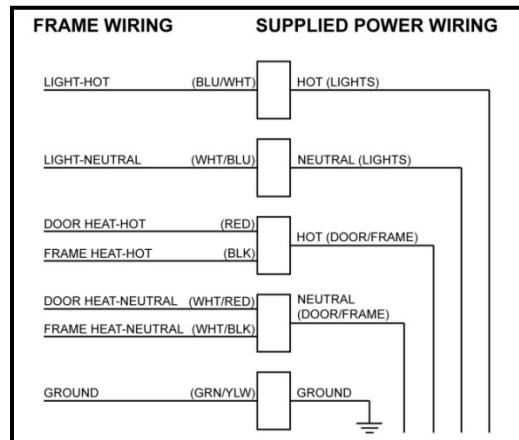 FRAME WIRING SUPPLIED POWER WIRING
LIGHT-HOT (BLU/WHT) HOT (LIGHTS)
LIGHT-NEUTRAL (WHT/BLU) NEUTRAL (LIGHTS)
DOOR HEAT-HOT (RED)
HOT (DOOR/FRAME)
FRAME HEAT-HOT (BLK)
DOOR HEAT-NEUTRAL (WHT/RED) NEUTRAL
(DOOR/FRAME)
FRAME HEAT-NEUTRAL (WHT/BLK)
GROUND (GRN/YLW) GROUND